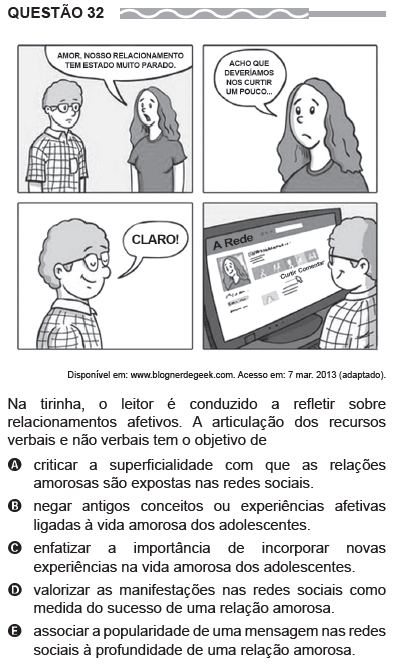 QUESTÃO 32
AMOR, NOSSO RELACIONAMENTO
TEM ESTADO MUITO PARADO.
ACHO QUE
DEVERÍAMOS
NOS CURTIR
UM POUCO...
CLARO!
A Rede
Curtir Comentar
Disponível em: www.blognerdegeek.com. Acesso em: 7 mar. 2013 (adaptado).
Na tirinha, o leitor é conduzido a refletir sobre
relacionamentos afetivos. A articulação dos recursos
verbais e não verbais tem o objetivo de
A criticar a superficialidade com que as relações
amorosas são expostas nas redes sociais.
B negar antigos conceitos ou experiências afetivas
ligadas à vida amorosa dos adolescentes.
C enfatizar a importância de incorporar novas
experiências na vida amorosa dos adolescentes.
D valorizar as manifestações nas redes sociais como
medida do sucesso de uma relação amorosa.
E associar a popularidade de uma mensagem nas redes
sociais à profundidade de uma relação amorosa.